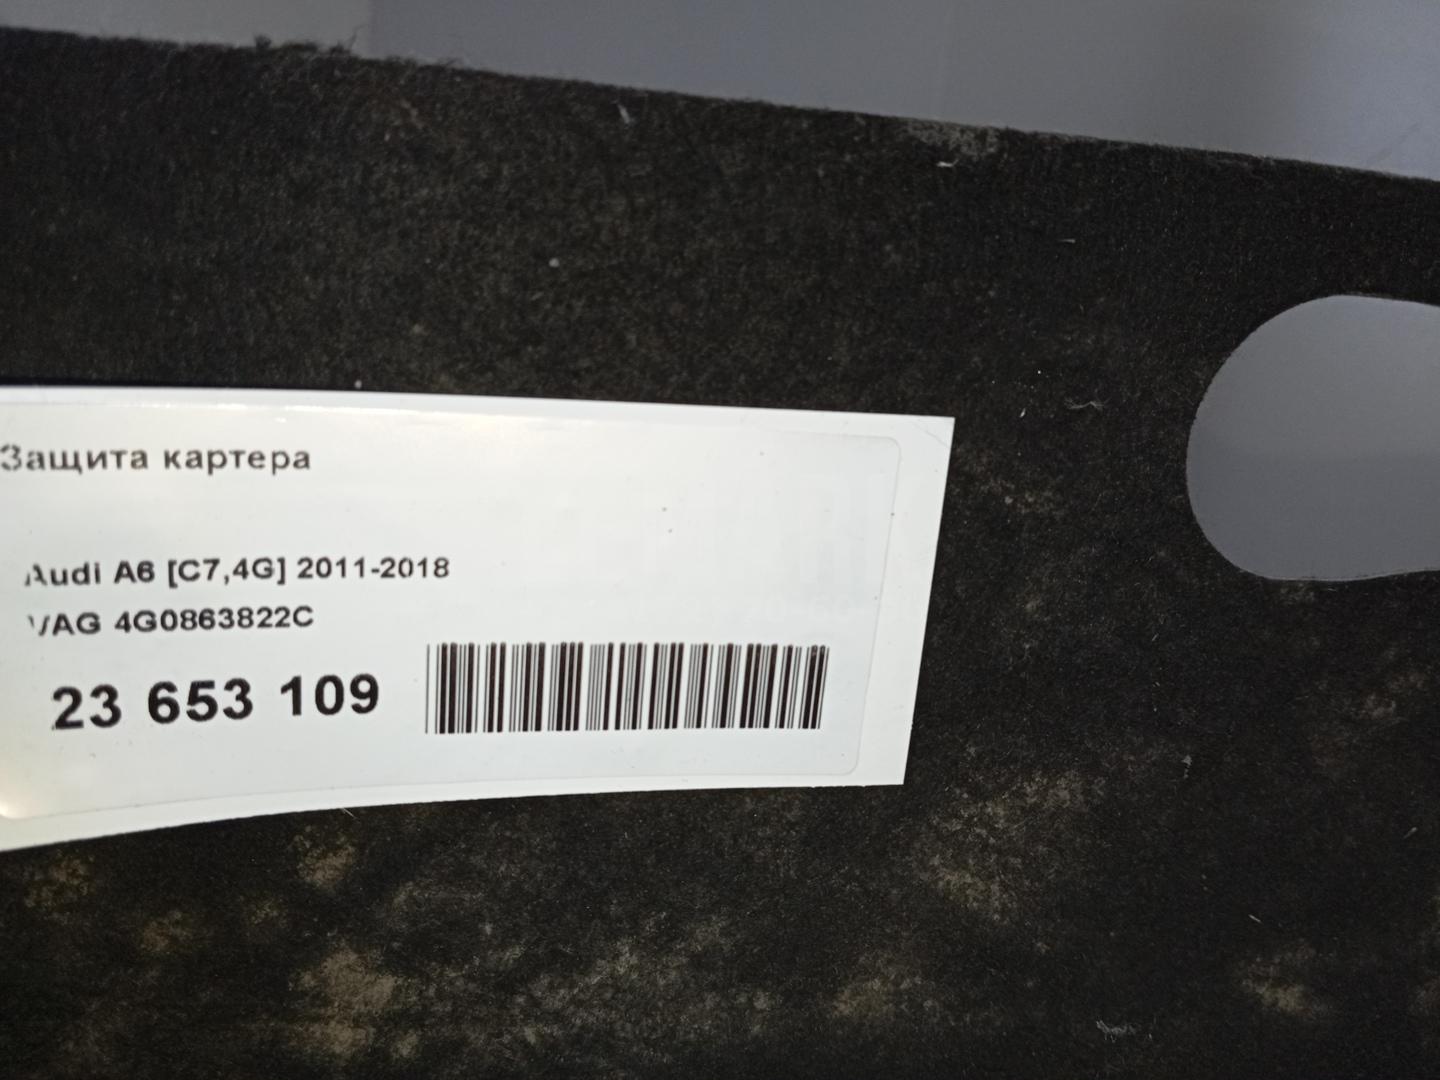 Защита картера
Audi A6 [C7,4G] 2011-2018
VAG 4G0863822C
23 653 109